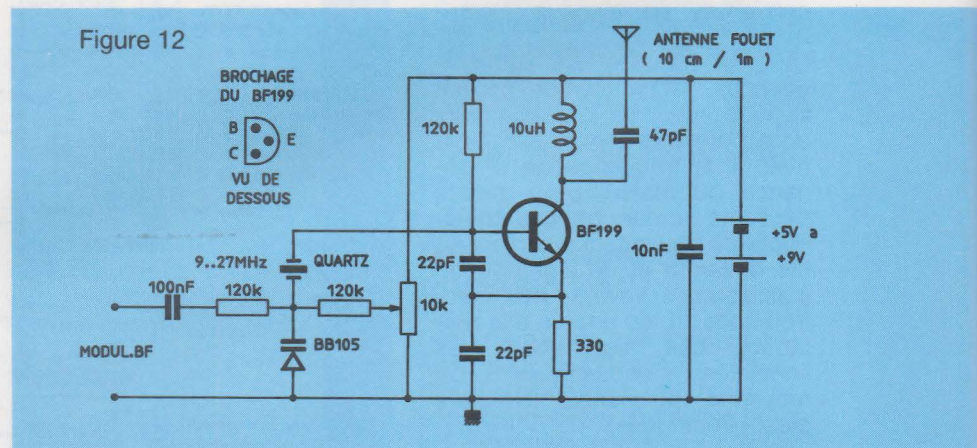 Figure 12
BROCHAGE
DU BF199
B
E
C
VU DE
DESSOUS
ANTENNE FOUET
( 10 cm / 1m )
120k
10uH
47pF
BF199
9..27MHz
QUARTZ
22pF
10nF
+5V a
+9V
100nF
120k
120k
10k
MODUL.BF
BB105
22pF
330